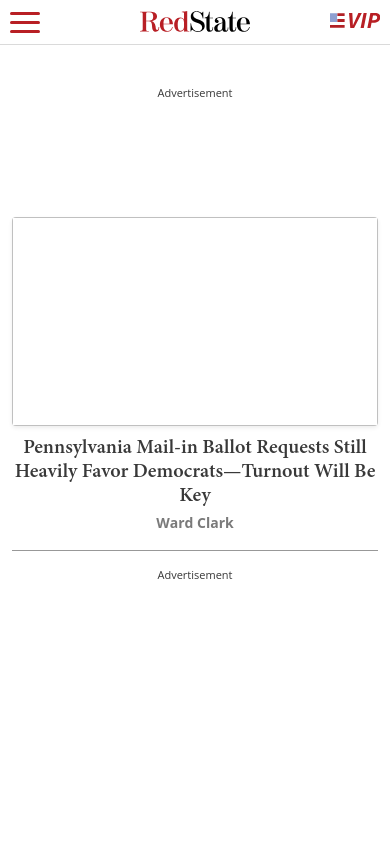 RedState
VIP
Advertisement
Pennsylvania Mail-in Ballot Requests Still
Heavily Favor Democrats—Turnout Will Be
Key
Ward Clark
Advertisement